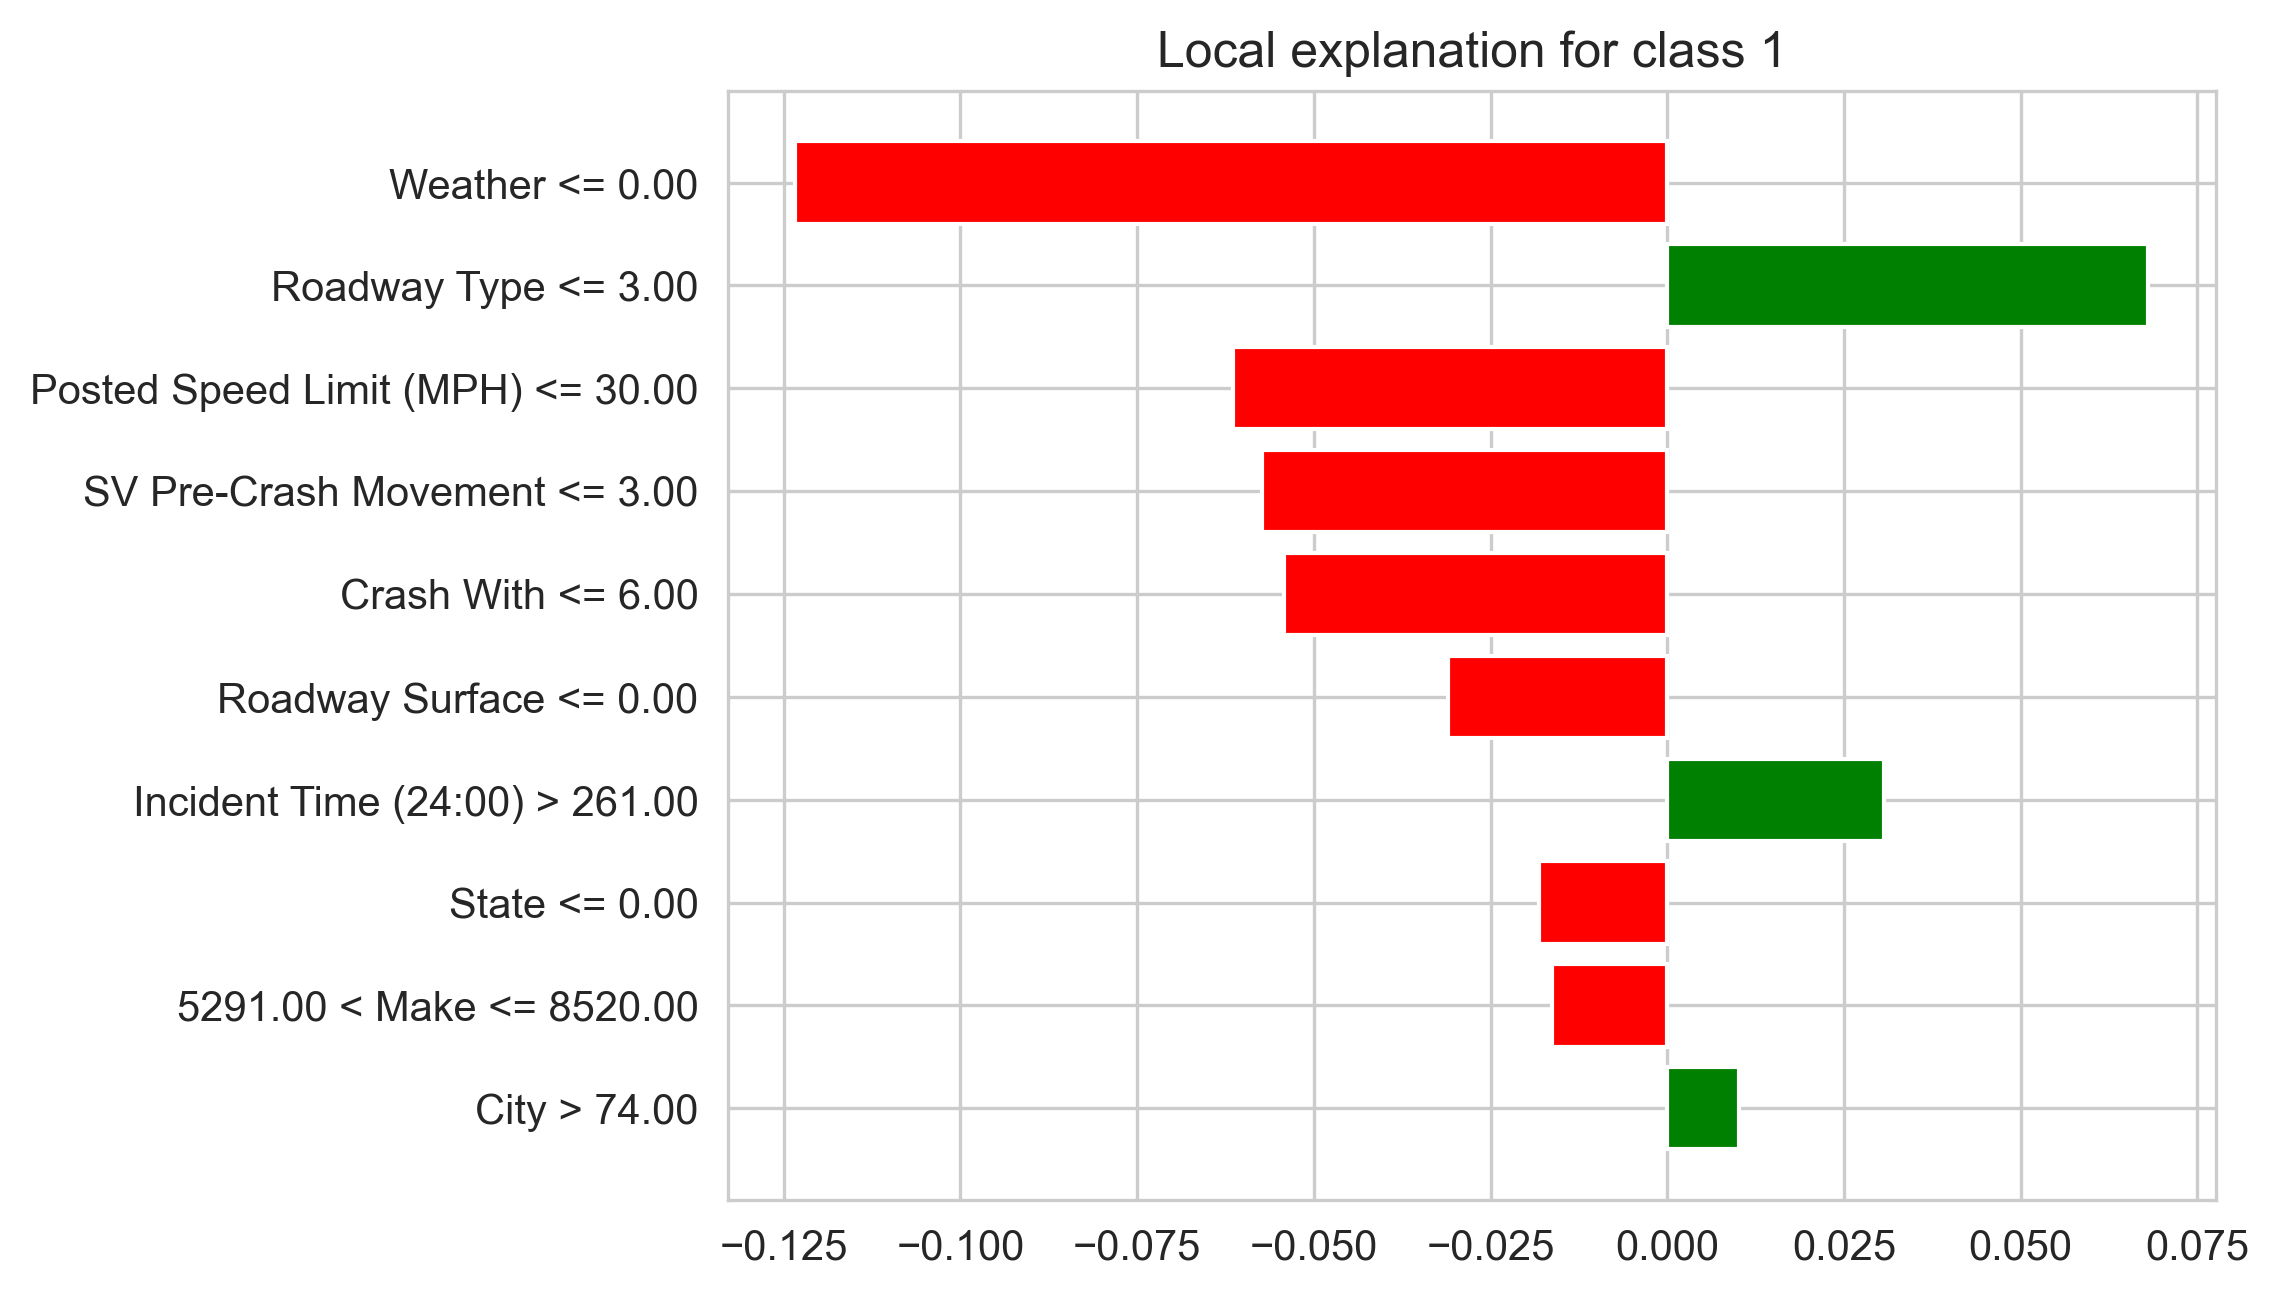 Local explanation for class 1
Weather <= 0.00
Roadway Type <= 3.00
Posted Speed Limit (MPH) <= 30.00
SV Pre-Crash Movement <= 3.00
Crash With <= 6.00
Roadway Surface <= 0.00
Incident Time (24:00) > 261.00
State <= 0.00
5291.00 < Make <= 8520.00
City > 74.00
−0.125 −0.100 −0.075 −0.050 −0.025 0.000 0.025 0.050 0.075